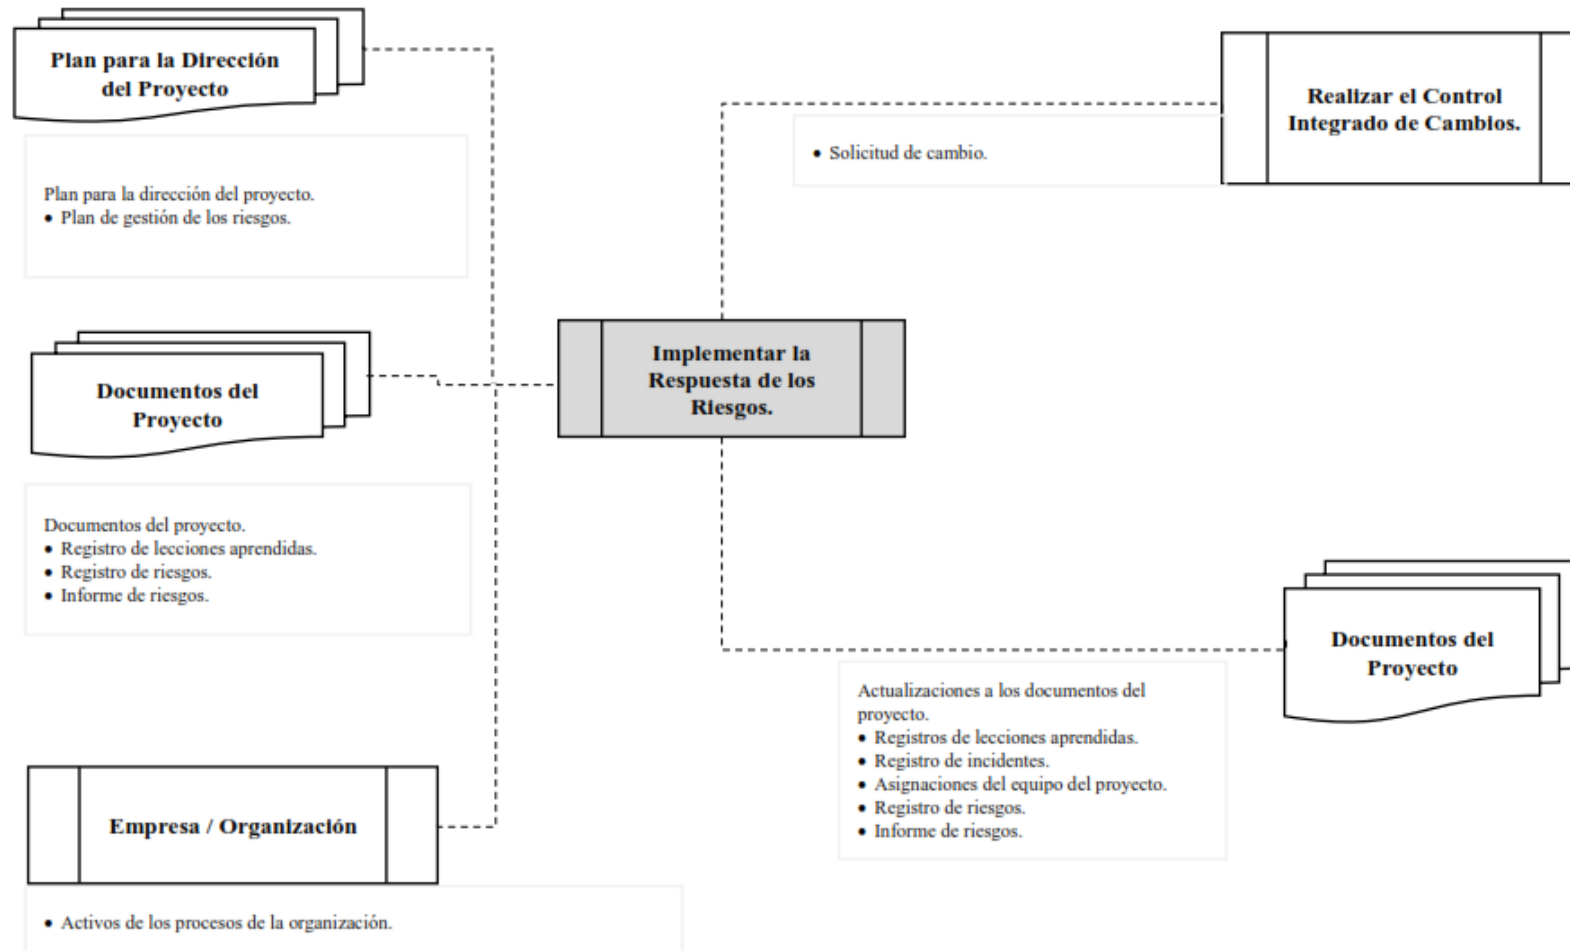 Plan para la Dirección
del Proyecto
Plan para la dirección del proyecto.
• Plan de gestión de los riesgos.
Documentos del
Proyecto
Documentos del proyecto.
• Registro de lecciones aprendidas.
• Registro de riesgos.
• Informe de riesgos.
Empresa / Organización
• Activos de los procesos de la organización.
Implementar la
Respuesta de los
Riesgos.
Realizar el Control
Integrado de Cambios.
• Solicitud de cambio.
Documentos del
Proyecto
Actualizaciones a los documentos del
proyecto.
• Registros de lecciones aprendidas.
• Registro de incidentes.
• Asignaciones del equipo del proyecto.
• Registro de riesgos.
• Informe de riesgos.